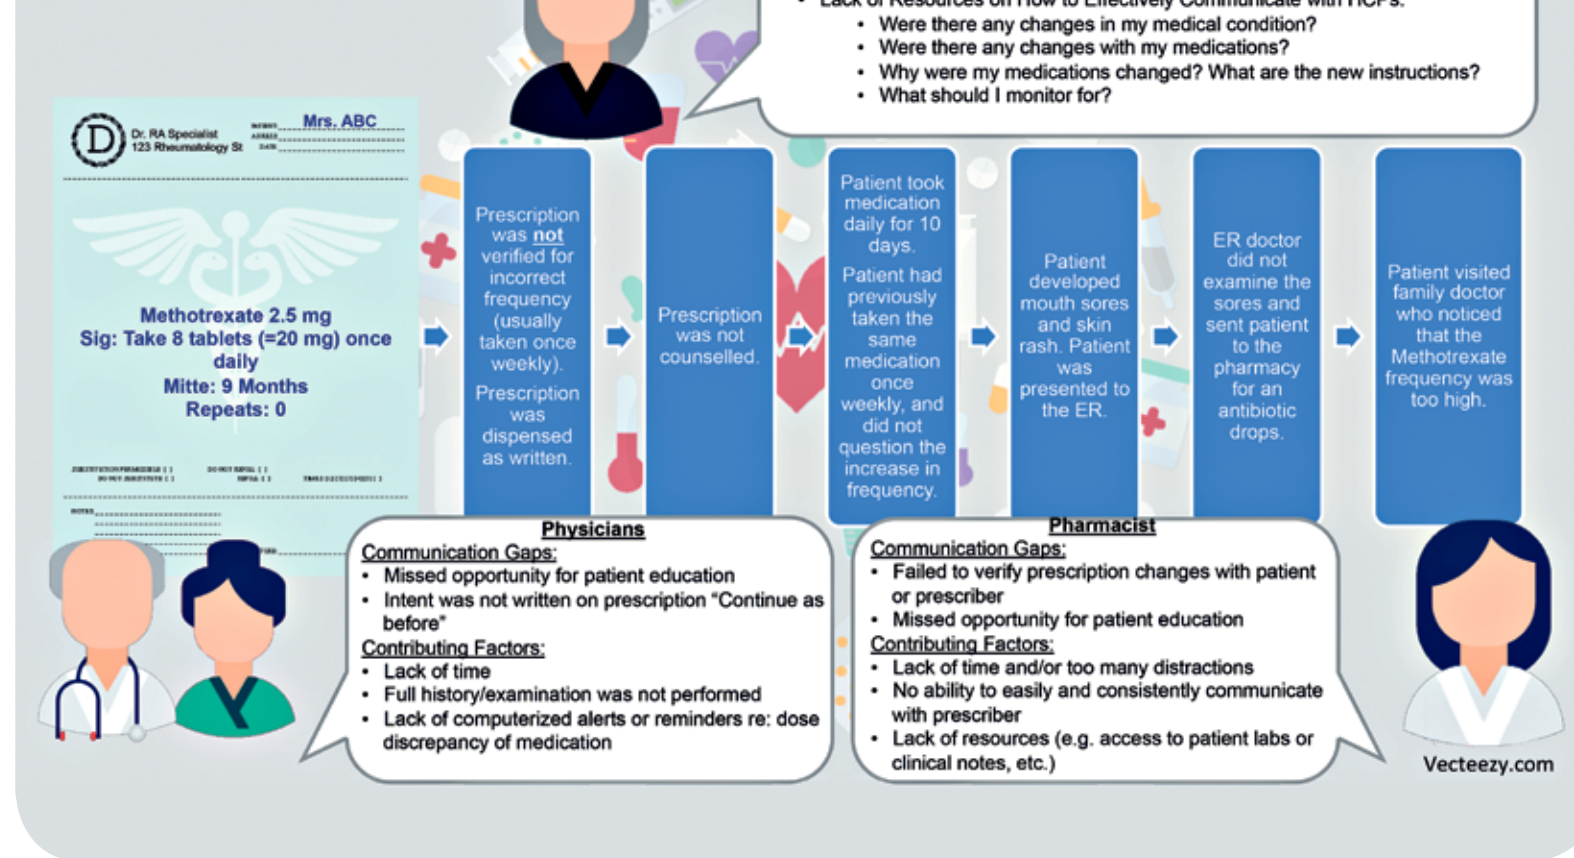 • Lack of Resources on How to Effectively Communicate with HCPs:
• Were there any changes in my medical condition?
• Were there any changes with my medications?
• Why were my medications changed? What are the new instructions?
• What should I monitor for?
D
Dr. RA Specialist
123 Rheumatology St
Mrs. ABC
Methotrexate 2.5 mg
Sig: Take 8 tablets (=20 mg) once
daily
Mitte: 9 Months
Repeats: 0
NOTES
Prescription
was not
verified for
incorrect
frequency
(usually
taken once
weekly).
Prescription
was
dispensed
as written.
Prescription
was not
counselled.
Patient took
medication
daily for 10
days.
Patient had
previously
taken the
same
medication
once
weekly, and
did not
question the
increase in
frequency.
Patient
developed
mouth sores
and skin
rash. Patient
was
presented to
the ER.
ER doctor
did not
examine the
sores and
sent patient
to the
pharmacy
for an
antibiotic
drops.
Patient visited
family doctor
who noticed
that the
Methotrexate
frequency was
too high.
Physicians
Communication Gaps:
• Missed opportunity for patient education
• Intent was not written on prescription “Continue as
before”
Contributing Factors:
• Lack of time
• Full history/examination was not performed
• Lack of computerized alerts or reminders re: dose
discrepancy of medication
Pharmacist
Communication Gaps:
• Failed to verify prescription changes with patient
or prescriber
• Missed opportunity for patient education
Contributing Factors:
• Lack of time and/or too many distractions
• No ability to easily and consistently communicate
with prescriber
• Lack of resources (e.g. access to patient labs or
clinical notes, etc.)
Vecteezy.com